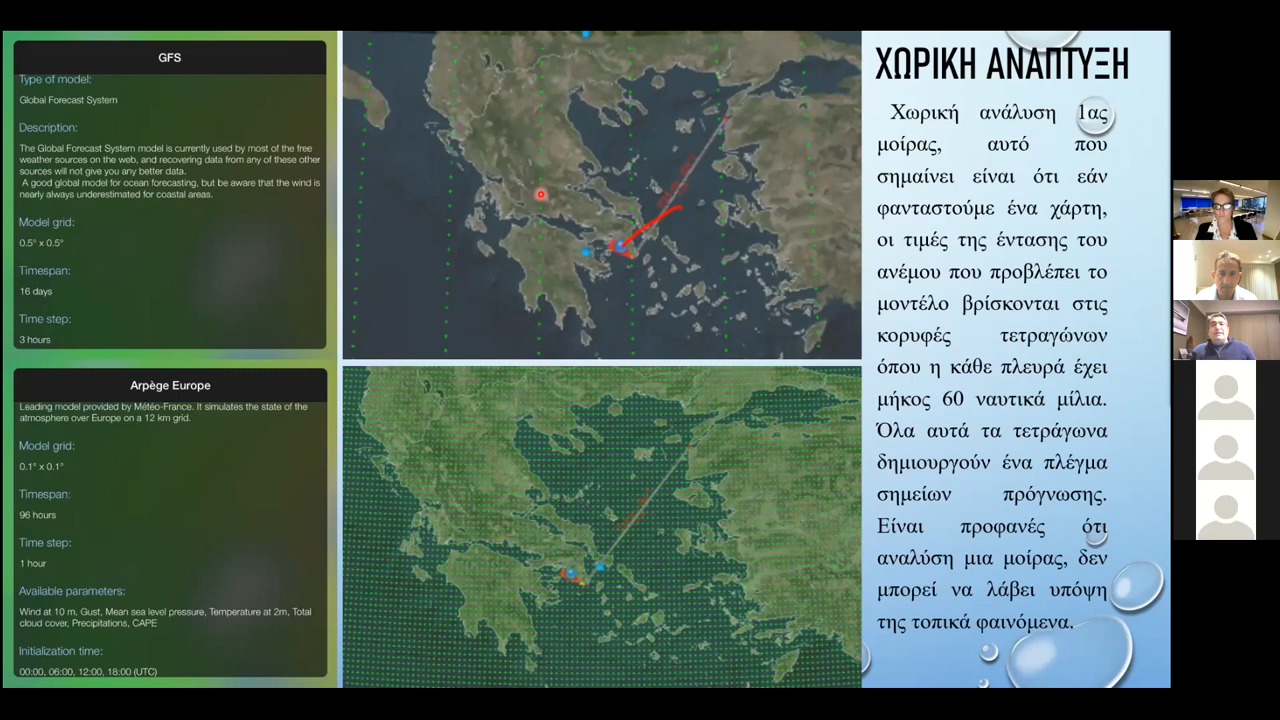 GFS
Type of model:
Global Forecast System
Description:
The Global Forecast System model is currently used by most of the free
weather sources on the web, and recovering data from any of these other
sources will not give you any better data.
A good global model for ocean forecasting, but be aware that the wind is
nearly always underestimated for coastal areas.
Model grid:
0.5° x 0.5°
Timespan:
16 days
Time step:
3 hours
Arpège Europe
Leading model provided by Météo-France. It simulates the state of the
atmosphere over Europe on a 12 km grid.
Model grid:
0.1° x 0.1°
Timespan:
96 hours
Time step:
1 hour
Available parameters:
Wind at 10 m, Gust, Mean sea level pressure, Temperature at 2m, Total
cloud cover, Precipitations, CAPE
Initialization time:
00:00, 06:00, 12:00, 18:00 (UTC)
ΧΩΡΙΚΗ ΑΝΑΠΤΥΞΗ
Χωρική ανάλυση 1ας
μοίρας, αυτό που
σημαίνει είναι ότι εάν
φανταστούμε ένα χάρτη,
οι τιμές της έντασης του
ανέμου που προβλέπει το
μοντέλο βρίσκονται στις
κορυφές τετραγώνων
όπου η κάθε πλευρά έχει
μήκος 60 ναυτικά μίλια.
Όλα αυτά τα τετράγωνα
δημιουργούν ένα πλέγμα
σημείων πρόγνωσης.
Είναι προφανές ότι
αναλύση μια μοίρας, δεν
μπορεί να λάβει υπόψη
της τοπικά φαινόμενα.